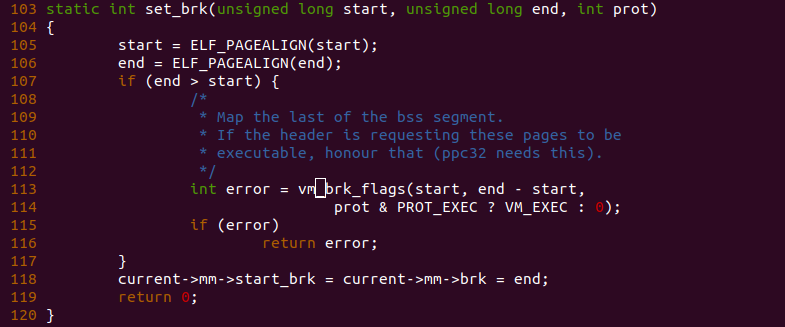 103 static int set_brk(unsigned long start, unsigned long end, int prot)
104 {
105         start = ELF_PAGEALIGN(start);
106         end = ELF_PAGEALIGN(end);
107         if (end > start) {
108                 /*
109                  * Map the last of the bss segment.
110                  * If the header is requesting these pages to be
111                  * executable, honour that (ppc32 needs this).
112                  */
113                 int error = vm_brk_flags(start, end - start,
114                                 prot & PROT_EXEC ? VM_EXEC : 0);
115                 if (error)
116                         return error;
117         }
118         current->mm->start_brk = current->mm->brk = end;
119         return 0;
120 }